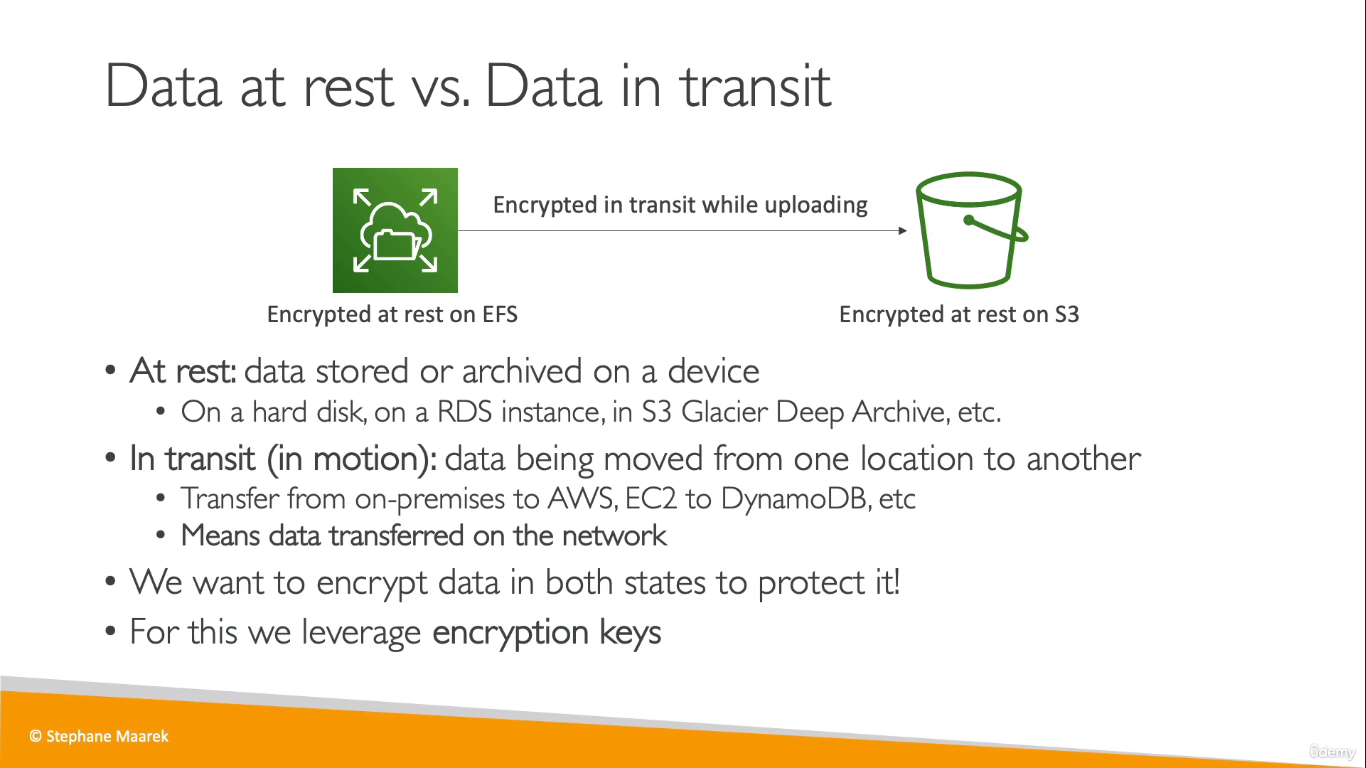 Data at rest vs. Data in transit
Encrypted in transit while uploading
Encrypted at rest on EFS
Encrypted at rest on S3
• At rest: data stored or archived on a device
• On a hard disk, on a RDS instance, in S3 Glacier Deep Archive, etc.
• In transit (in motion): data being moved from one location to another
• Transfer from on-premises to AWS, EC2 to DynamoDB, etc
• Means data transferred on the network
• We want to encrypt data in both states to protect it!
• For this we leverage encryption keys
© Stephane Maarek
ûdemy